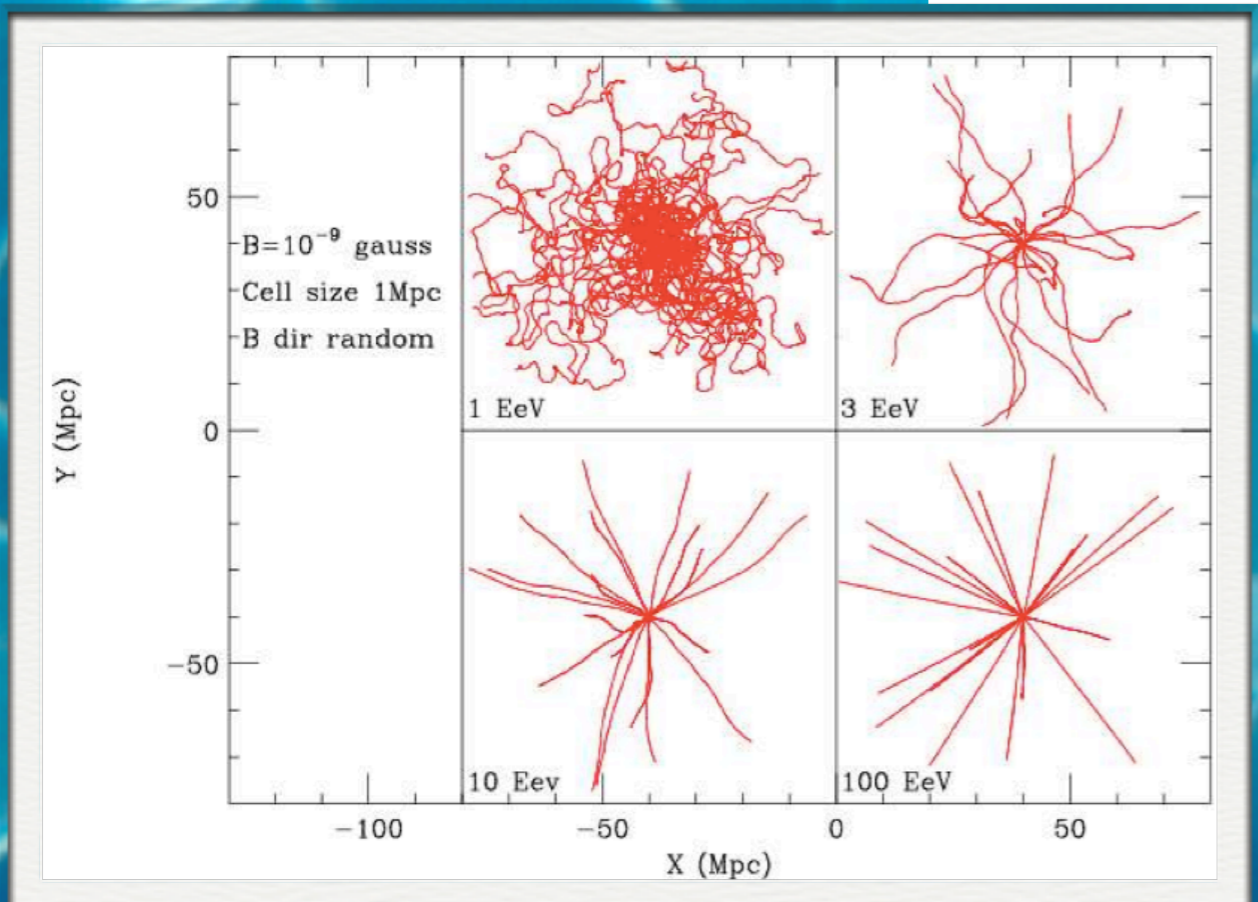 50
B=10⁻⁹ gauss
Cell size 1Mpc
B dir random
1 EeV
3 EeV
Y (Mpc)
0
-50
10 Eev
100 EeV
-100
-50
0
50
X (Mpc)